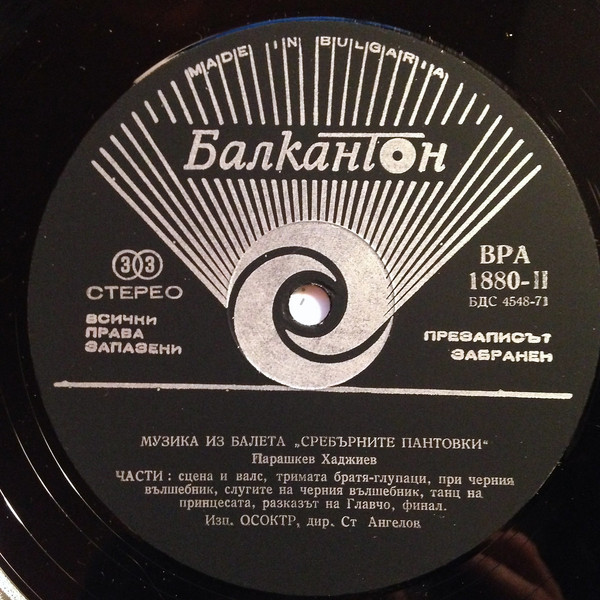 MADE IN BULGARIA
Балкантон
33
СТЕРЕО
ВСИЧКИ
ПРАВА
ЗАПАЗЕНИ
ВРА
1880-II
БДС 4548-71
ПРЕЗАПИСЪТ
ЗАБРАНЕН
МУЗИКА ИЗ БАЛЕТА „СРЕБЪРНИТЕ ПАНТОВКИ“
Парашкев Хаджиев
ЧАСТИ : сцена и валс, тримата братя-глупаци, при черния
вълшебник, слугите на черния вълшебник, танц на
принцесата, разказът на Главчо, финал.
Изп. ОСОКТР, дир. Ст Ангелов